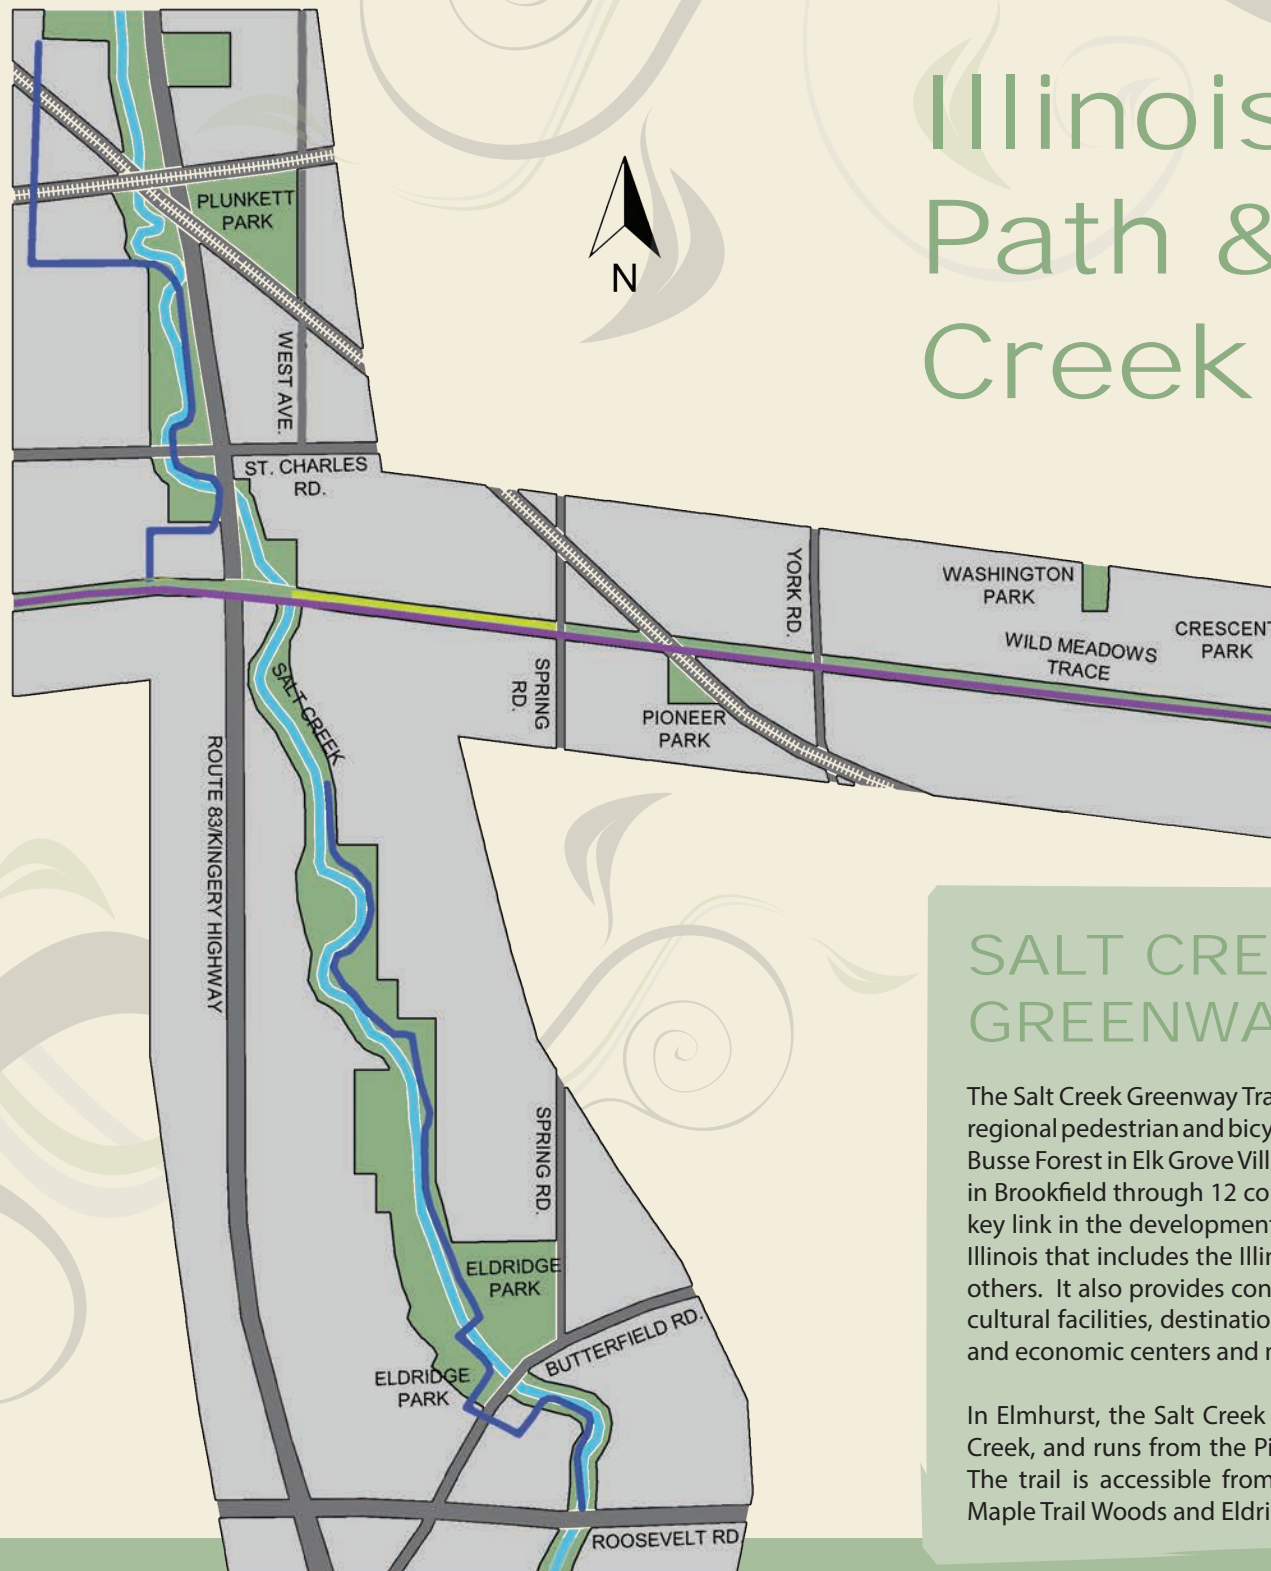 Illinois
Path &
Creek
N
PLUNKETT
PARK
WEST AVE.
ST. CHARLES
RD.
YORK RD.
WASHINGTON
PARK
CRESCENT
PARK
WILD MEADOWS
TRACE
SPRING
RD.
PIONEER
PARK
SALT CREEK
ROUTE 83/KINGERY HIGHWAY
SPRING RD.
ELDRIDGE
PARK
BUTTERFIELD RD.
ELDRIDGE
PARK
ROOSEVELT RD.
SALT CRE
GREENWA
The Salt Creek Greenway Tra
regional pedestrian and bicy
Busse Forest in Elk Grove Vill
in Brookfield through 12 co
key link in the development
Illinois that includes the Illin
others. It also provides con
cultural facilities, destinatio
and economic centers and r
In Elmhurst, the Salt Creek
Creek, and runs from the Pi
The trail is accessible from
Maple Trail Woods and Eldri